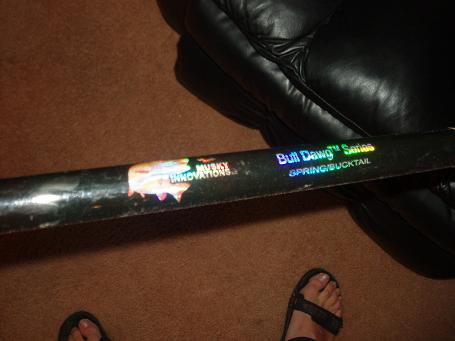 MUSKY
INNOVATIONS
Bull Dawg™ Series
SPRING/BUCKTAIL